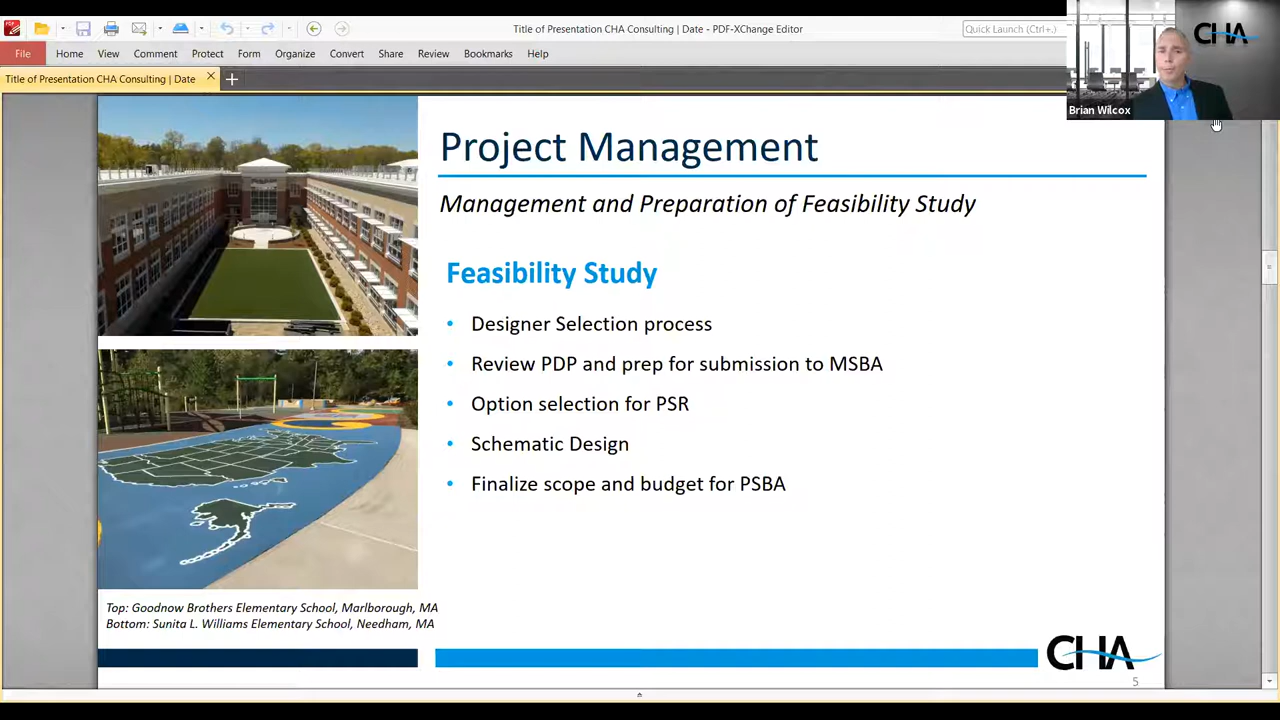 Title of Presentation CHA Consulting | Date - PDF-XChange Editor
Quick Launch (Ctrl+.)
File Home View Comment Protect Form Organize Convert Share Review Bookmarks Help
Title of Presentation CHA Consulting | Date
CHA
Brian Wilcox
Project Management
Management and Preparation of Feasibility Study
Feasibility Study
• Designer Selection process
• Review PDP and prep for submission to MSBA
• Option selection for PSR
• Schematic Design
• Finalize scope and budget for PSBA
Top: Goodnow Brothers Elementary School, Marlborough, MA
Bottom: Sunita L. Williams Elementary School, Needham, MA
CHA
5